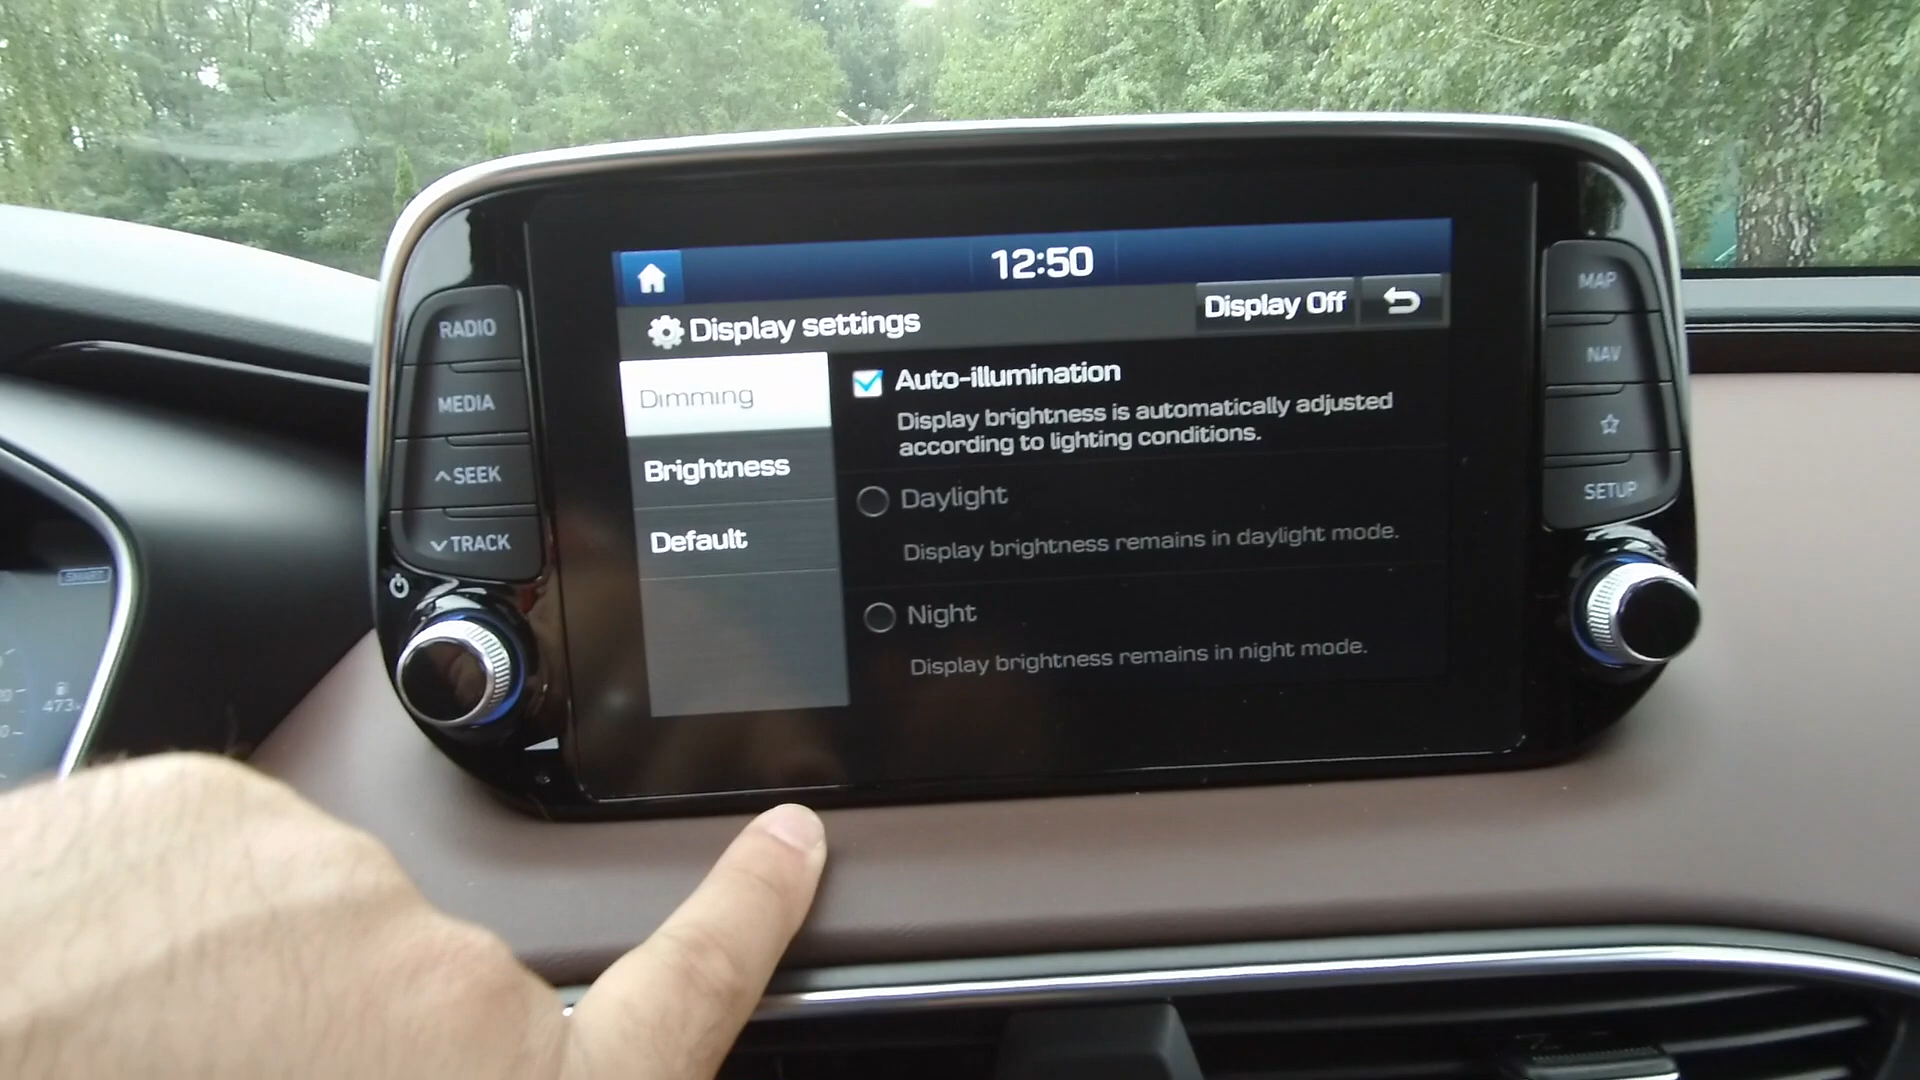 12:50
Display settings
Display Off
Dimming
Brightness
Default
Auto-illumination
Display brightness is automatically adjusted
according to lighting conditions.
Daylight
Display brightness remains in daylight mode.
Night
Display brightness remains in night mode.
RADIO
MEDIA
SEEK
TRACK
MAP
NAV
SETUP
SMART
473